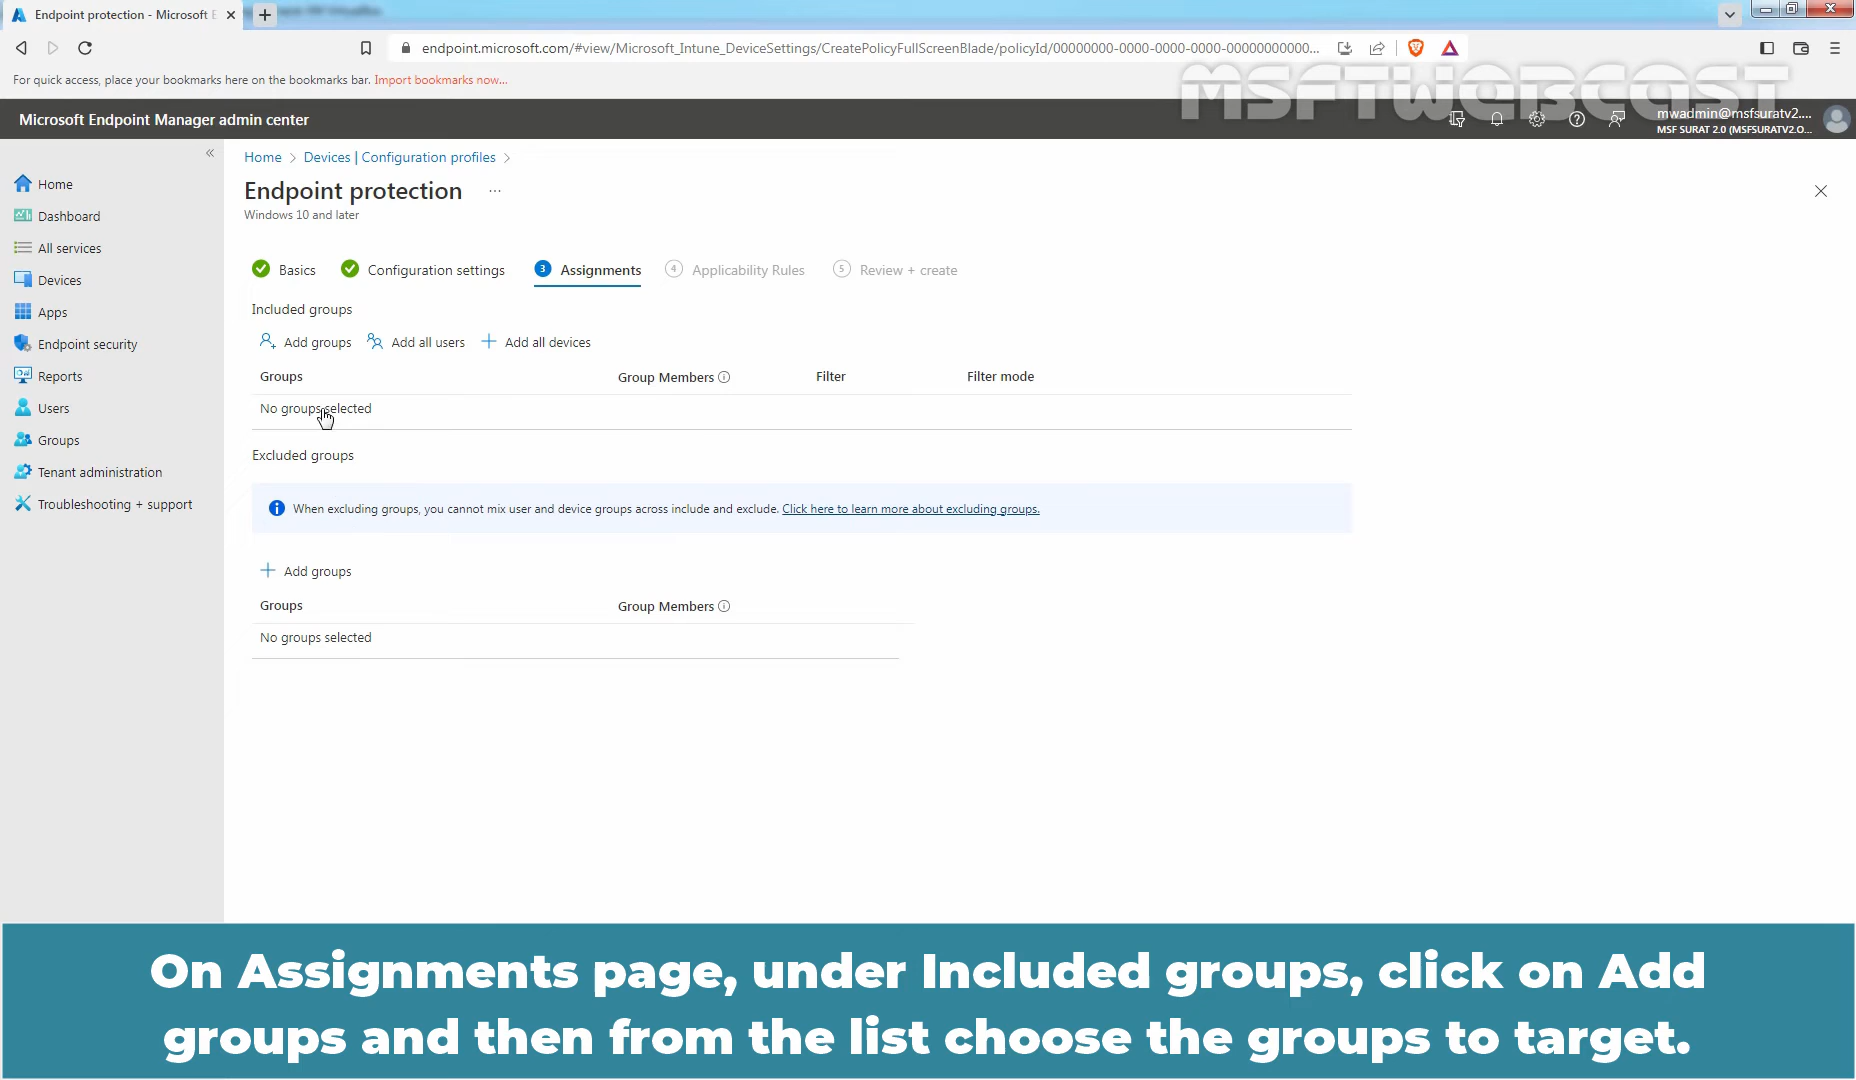 Endpoint protection - Microsoft E
endpoint.microsoft.com/#view/Microsoft_Intune_DeviceSettings/CreatePolicyFullScreenBlade/policyId/00000000-0000-0000-0000-00000000000...
For quick access, place your bookmarks here on the bookmarks bar. Import bookmarks now...
MSFTWEBCAST
Microsoft Endpoint Manager admin center
mwadmin@msfsuratv2....
MSF SURAT 2.0 (MSFSURATV2.O...
Home
Dashboard
All services
Devices
Apps
Endpoint security
Reports
Users
Groups
Tenant administration
Troubleshooting + support
Home > Devices | Configuration profiles >
Endpoint protection ...
Windows 10 and later
Basics
Configuration settings
3 Assignments
4 Applicability Rules
5 Review + create
Included groups
Add groups
Add all users
Add all devices
Groups Group Members Filter Filter mode
No groups selected
Excluded groups
When excluding groups, you cannot mix user and device groups across include and exclude. Click here to learn more about excluding groups.
Add groups
Groups Group Members
No groups selected
On Assignments page, under Included groups, click on Add
groups and then from the list choose the groups to target.